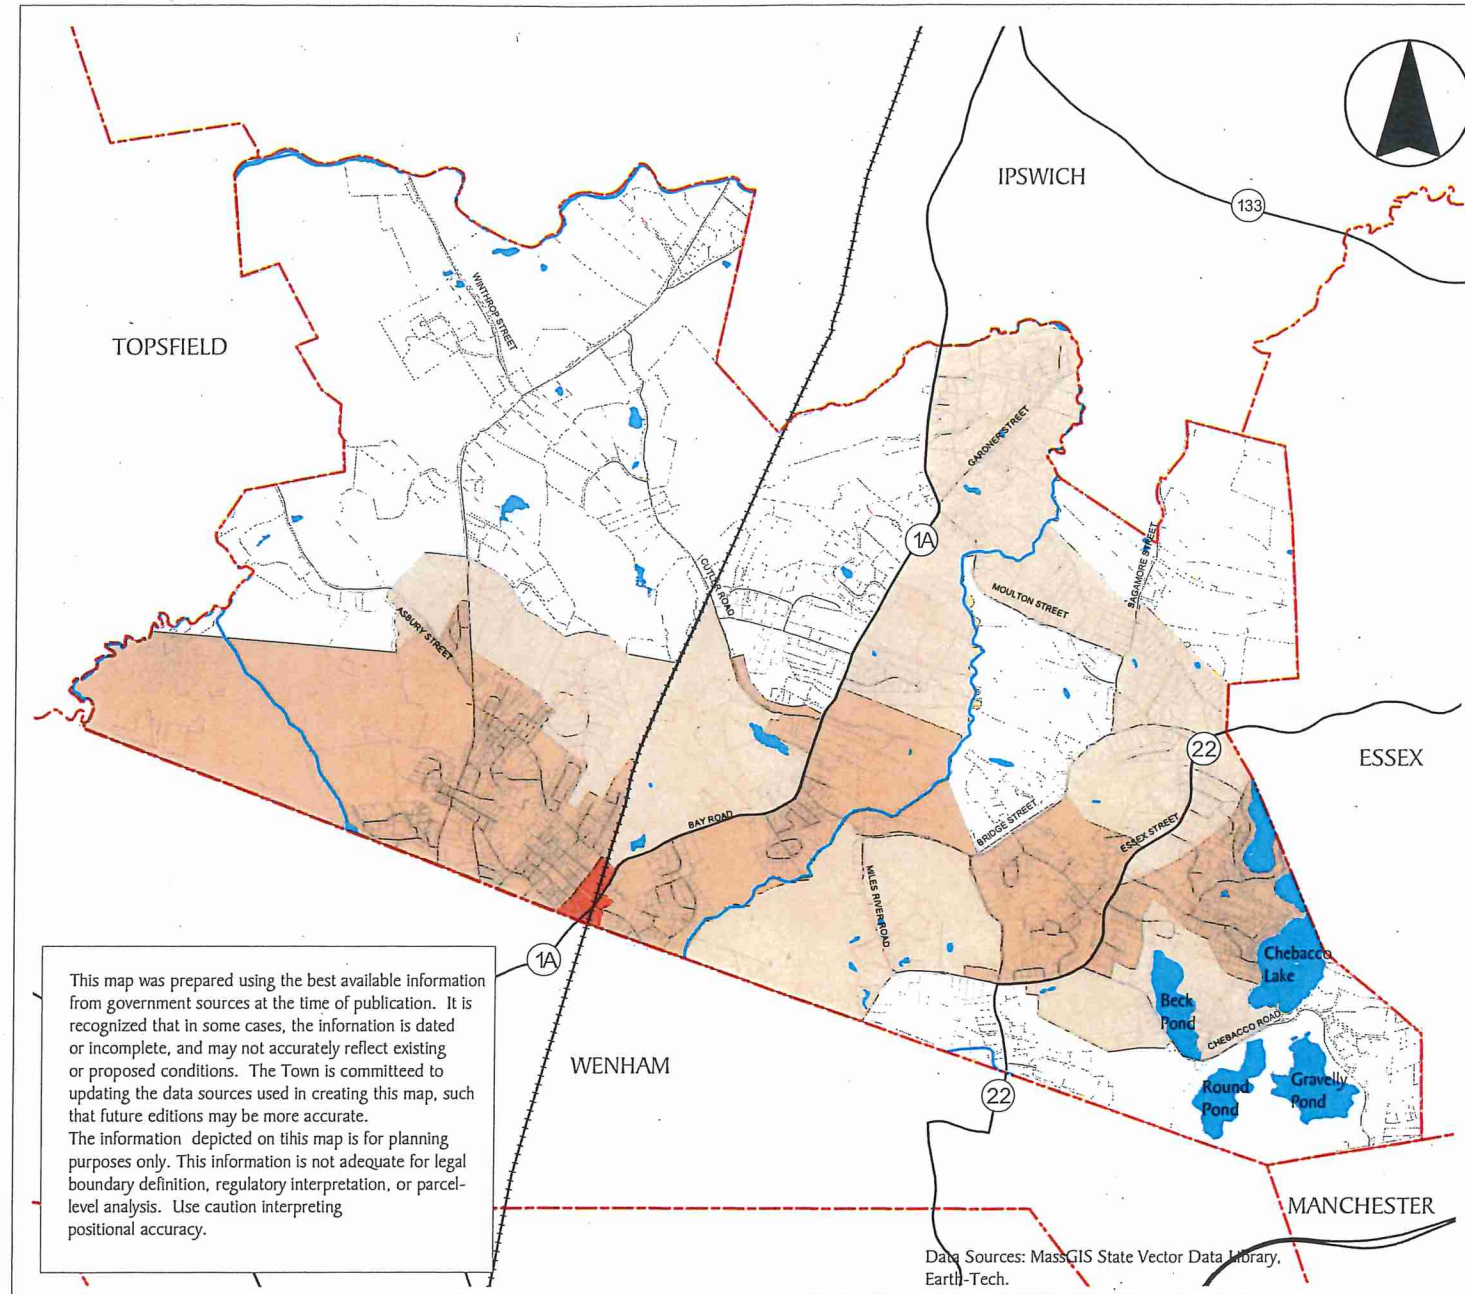 IPSWICH
133
TOPSFIELD
WINTHROP STREET
GARDNER STREET
1A
CUTLER ROAD
SAGAMORE STREET
MOULTON STREET
ASBURY STREET
22
ESSEX
BAY ROAD
BRIDGE STREET
ESSEX STREET
MILES RIVER ROAD
1A
Chebacco
Lake
Beck
Pond
CHEBACCO ROAD
WENHAM
Round
Pond
Gravelly
Pond
22
MANCHESTER
This map was prepared using the best available information
from government sources at the time of publication. It is
recognized that in some cases, the infornation is dated
or incomplete, and may not accurately reflect existing
or proposed conditions. The Town is committeed to
updating the data sources used in creating this map, such
that future editions may be more accurate.
The information depicted on tihis map is for planning
purposes only. This information is not adequate for legal
boundary definition, regulatory interpretation, or parcel-
level analysis. Use caution interpreting
positional accuracy.
Data Sources: MassGIS State Vector Data Library,
Earth-Tech.